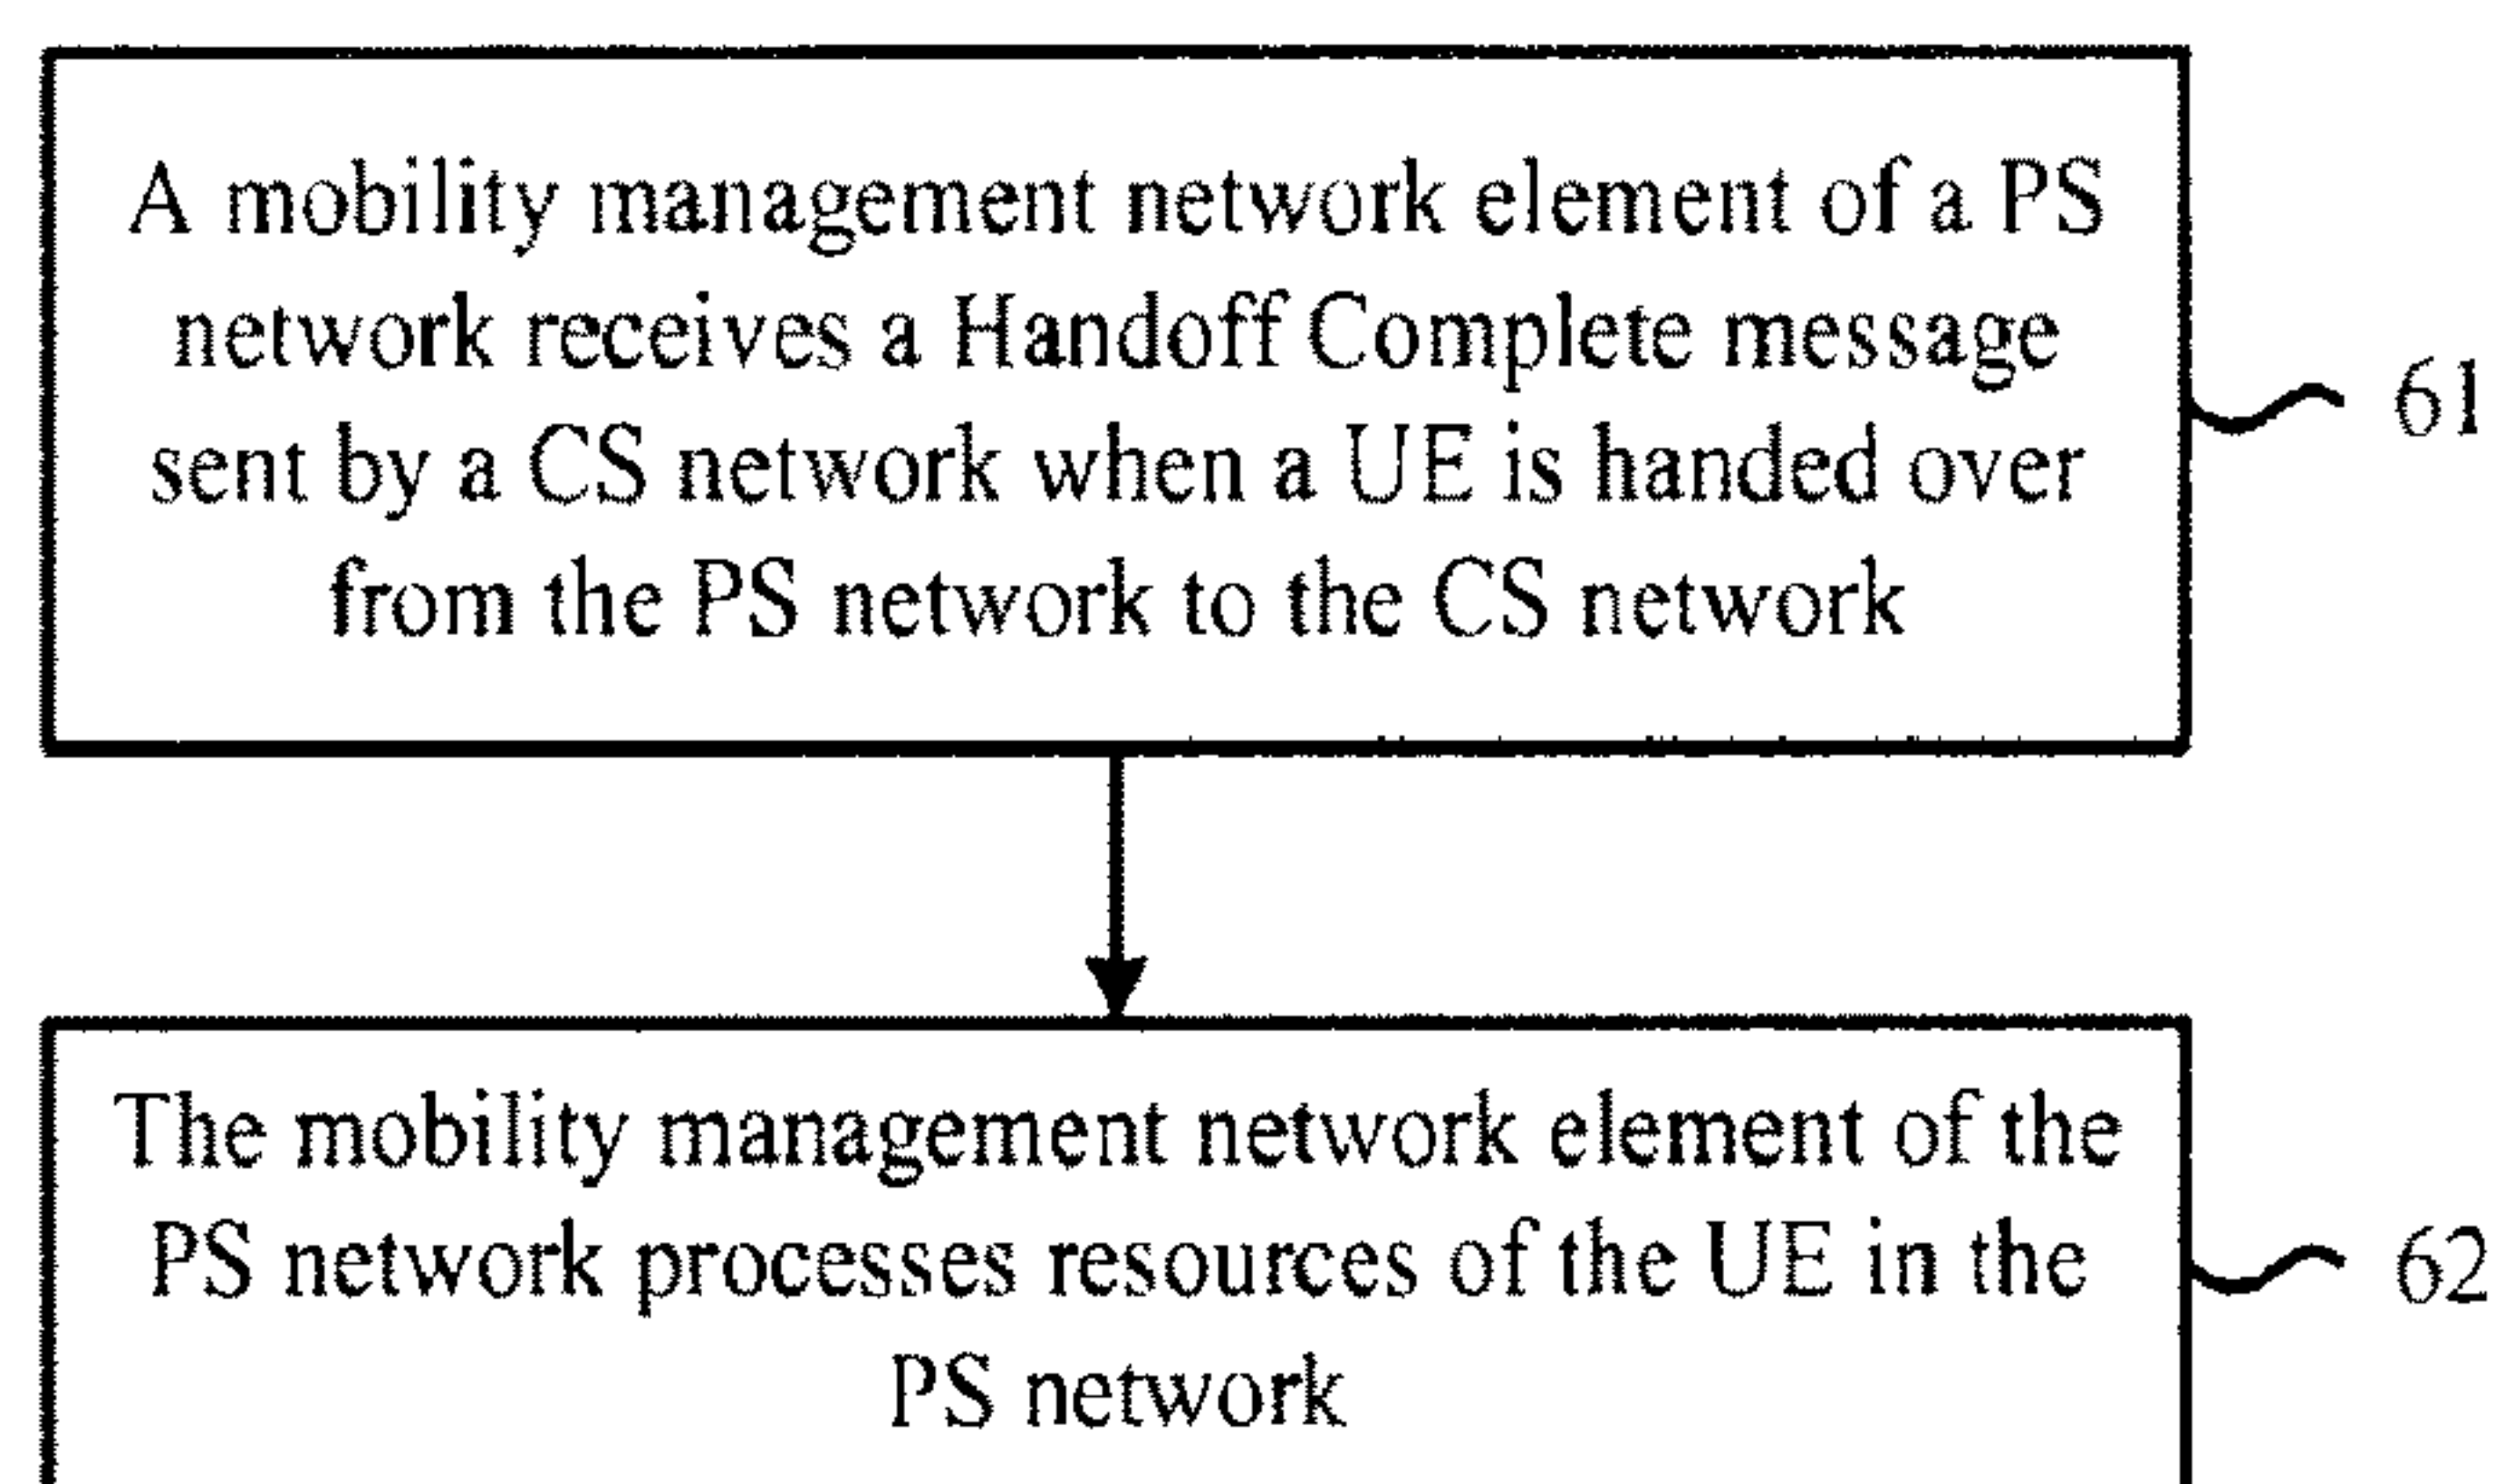 A mobility management network element of a PS
network receives a Handoff Complete message
sent by a CS network when a UE is handed over
from the PS network to the CS network
61
The mobility management network element of the
PS network processes resources of the UE in the
PS network
62